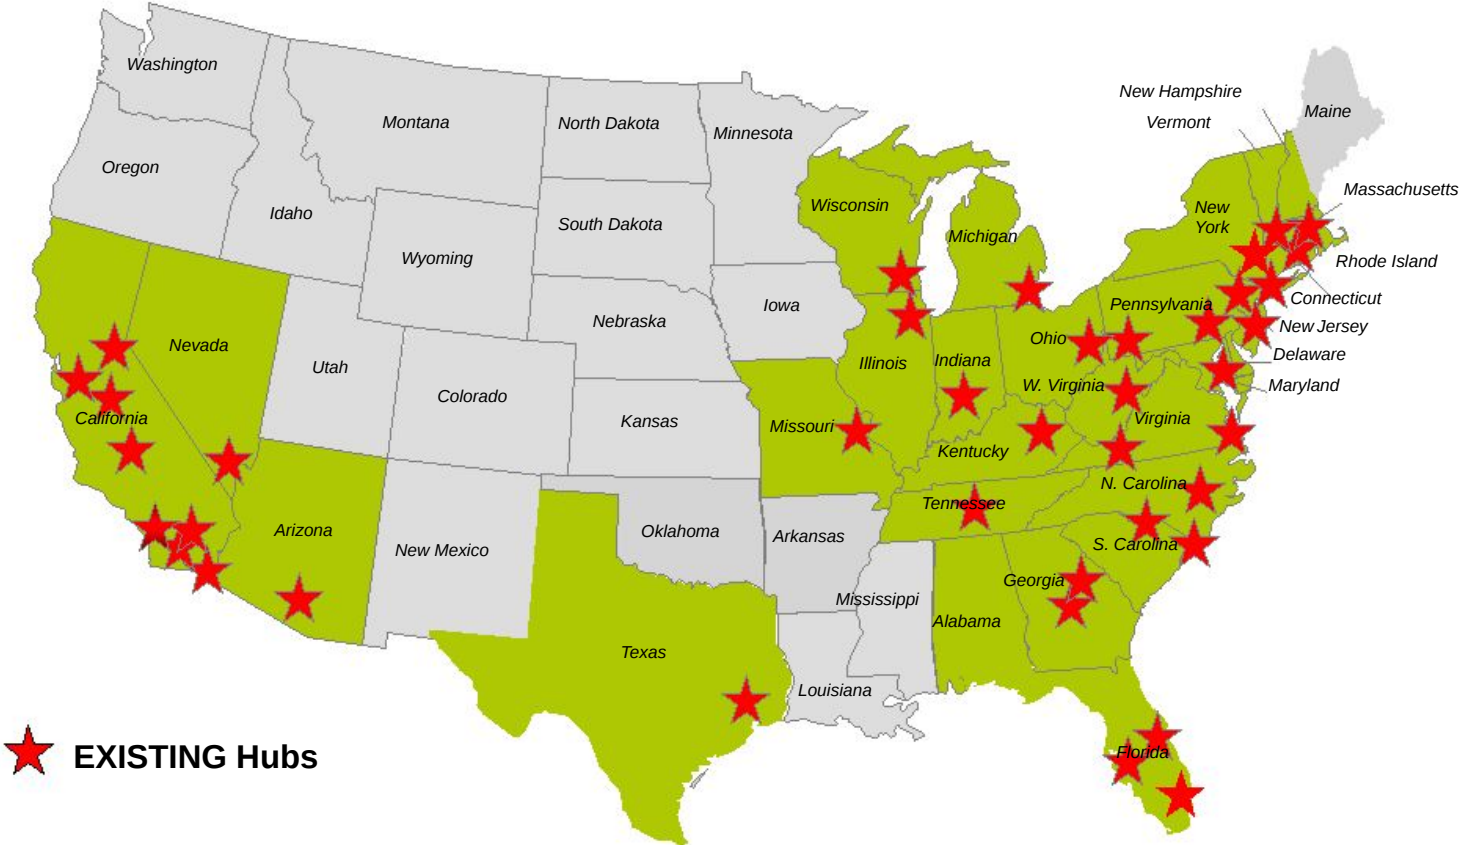 Washington
Montana
North Dakota
Minnesota
New Hampshire
Vermont
Maine
Oregon
Idaho
South Dakota
Wisconsin
Michigan
New
York
Massachusetts
Wyoming
Rhode Island
Iowa
Nebraska
Pennsylvania
Connecticut
Nevada
Utah
Colorado
Illinois
Indiana
Ohio
New Jersey
Delaware
W. Virginia
Maryland
California
Kansas
Missouri
Kentucky
Virginia
Arizona
New Mexico
Oklahoma
Arkansas
Tennessee
N. Carolina
S. Carolina
Mississippi
Alabama
Georgia
Texas
Louisiana
Florida
EXISTING Hubs